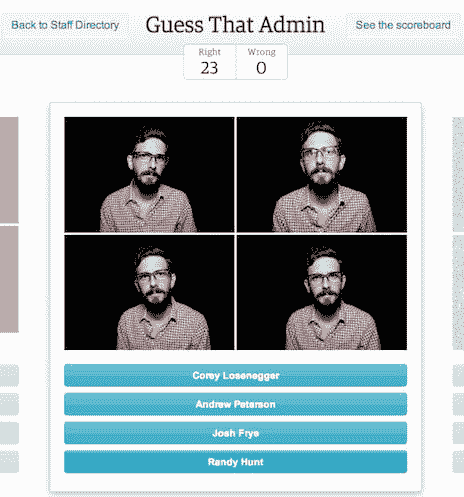 Back to Staff Directory
Guess That Admin
See the scoreboard
Right
Wrong
23
0
Corey Losenegger
Andrew Peterson
Josh Frye
Randy Hunt